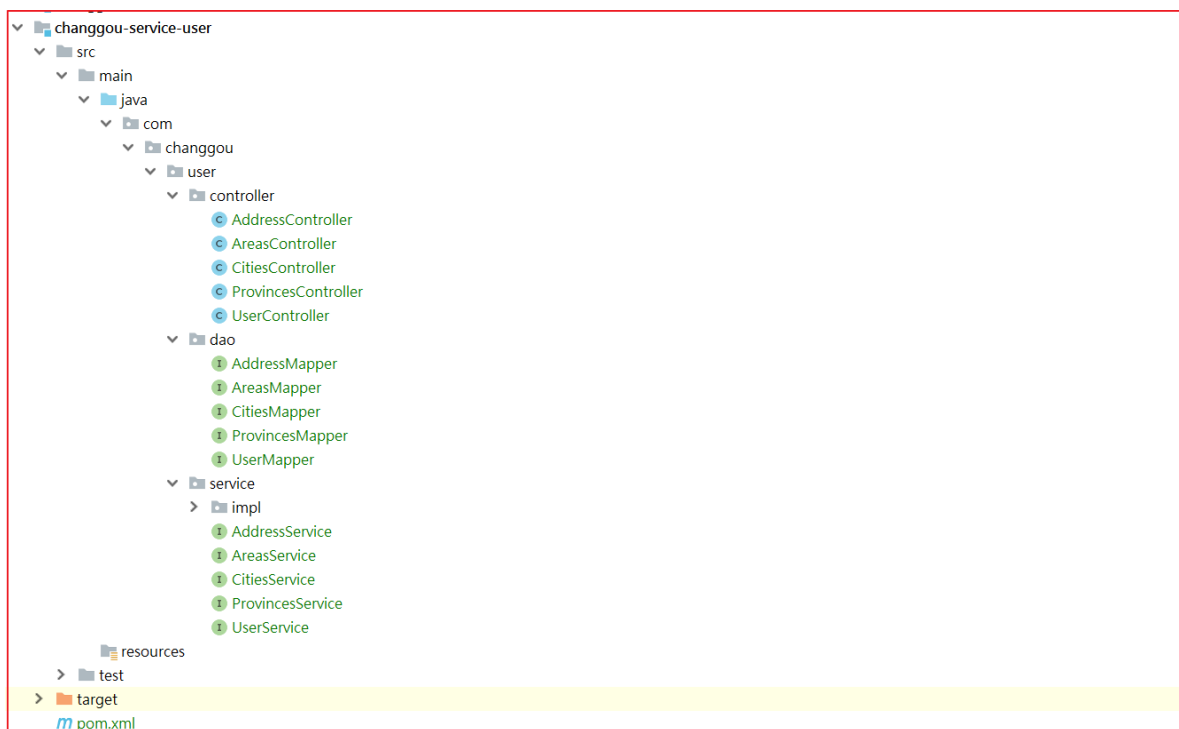 changgou-service-user
src
main
java
com
changgou
user
controller
C AddressController
C AreasController
C CitiesController
C ProvincesController
C UserController
dao
I AddressMapper
I AreasMapper
I CitiesMapper
I ProvincesMapper
I UserMapper
service
impl
I AddressService
I AreasService
I CitiesService
I ProvincesService
I UserService
resources
test
target
m pom.xml